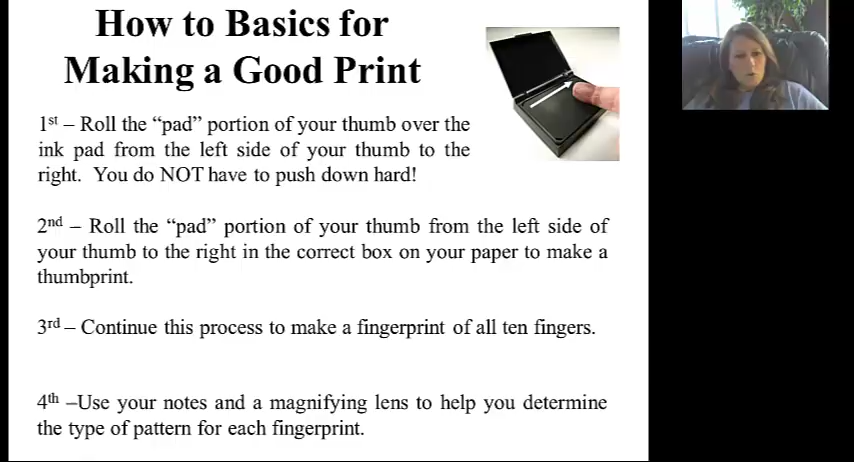 How to Basics for
Making a Good Print
1st – Roll the “pad” portion of your thumb over the
ink pad from the left side of your thumb to the
right. You do NOT have to push down hard!
2nd – Roll the “pad” portion of your thumb from the left side of
your thumb to the right in the correct box on your paper to make a
thumbprint.
3rd – Continue this process to make a fingerprint of all ten fingers.
4th –Use your notes and a magnifying lens to help you determine
the type of pattern for each fingerprint.